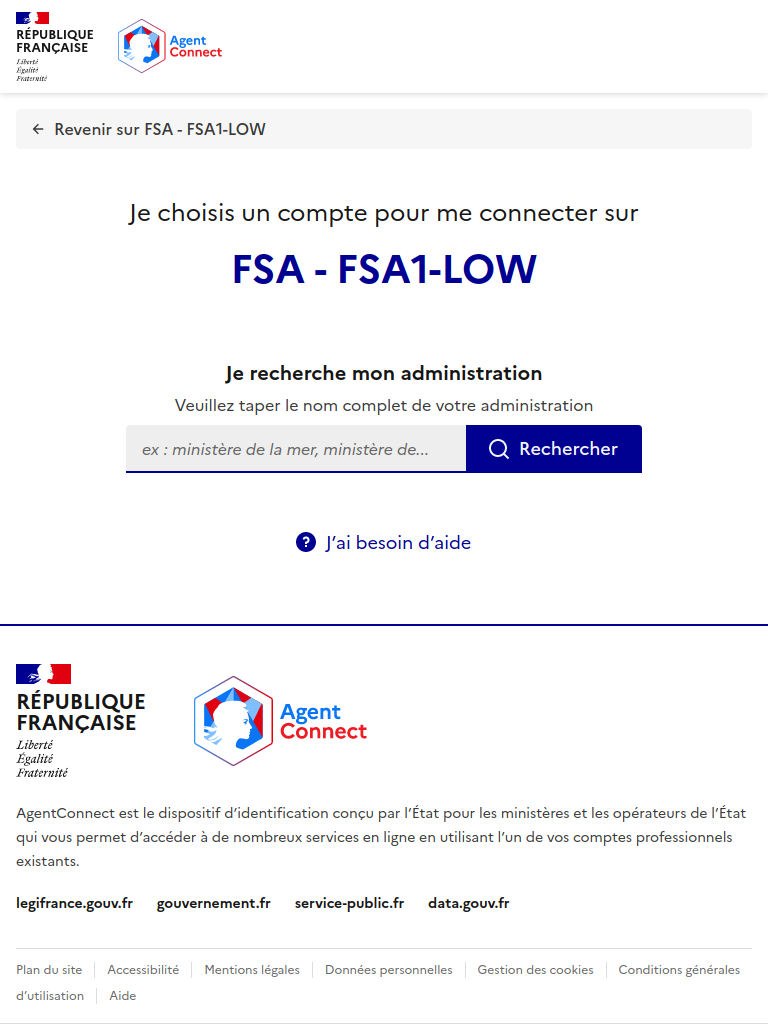 RÉPUBLIQUE
FRANÇAISE
Liberté
Égalité
Fraternité
Agent
Connect
← Revenir sur FSA - FSA1-LOW
Je choisis un compte pour me connecter sur
FSA - FSA1-LOW
Je recherche mon administration
Veuillez taper le nom complet de votre administration
ex : ministère de la mer, ministère de...
Rechercher
? J’ai besoin d’aide
RÉPUBLIQUE
FRANÇAISE
Liberté
Égalité
Fraternité
Agent
Connect
AgentConnect est le dispositif d’identification conçu par l’État pour les ministères et les opérateurs de l’État
qui vous permet d’accéder à de nombreux services en ligne en utilisant l’un de vos comptes professionnels
existants.
legifrance.gouv.fr gouvernement.fr service-public.fr data.gouv.fr
Plan du site Accessibilité Mentions légales Données personnelles Gestion des cookies Conditions générales
d’utilisation Aide